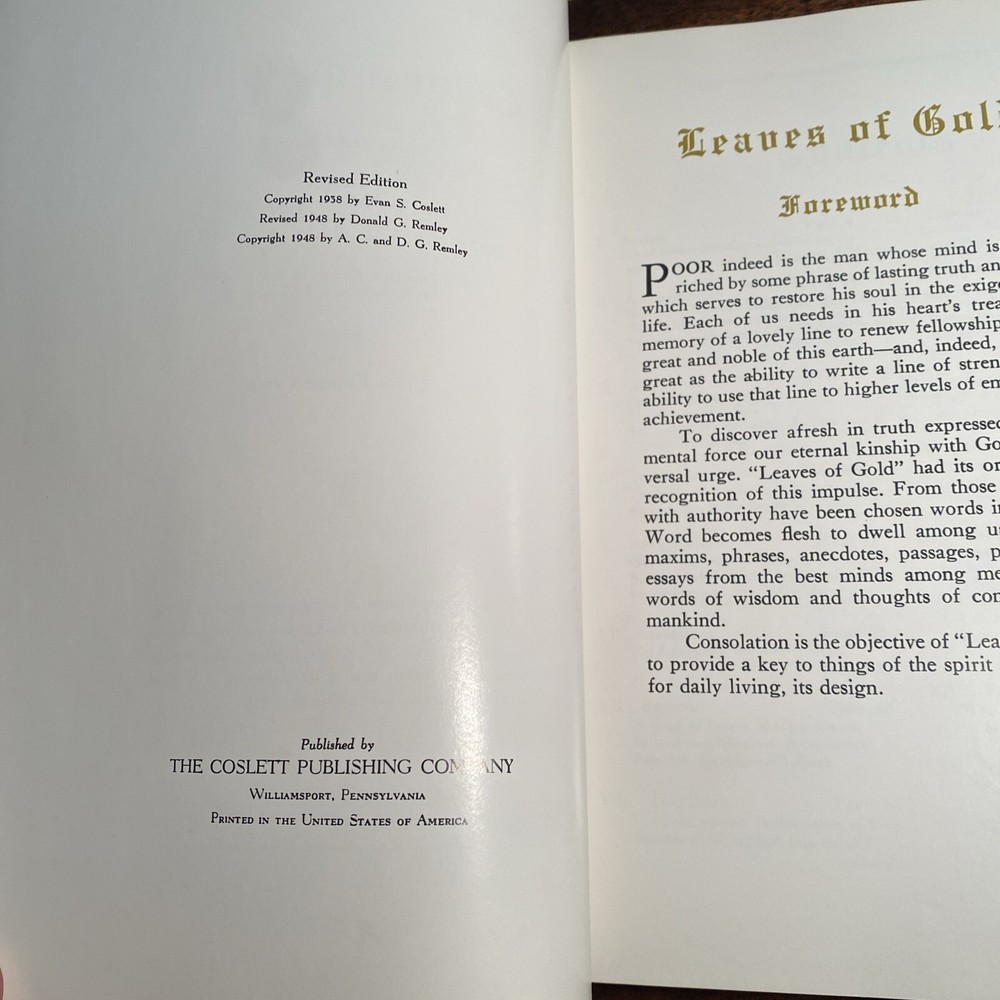 Revised Edition
Copyright 1938 by Evan S. Coslett
Revised 1948 by Donald G. Remley
Copyright 1948 by A. C. and D. G. Remley
Published by
THE COSLETT PUBLISHING COMPANY
Williamsport, Pennsylvania
Printed in the United States of America
Leaves of Gol
Foreword
POOR indeed is the man whose mind is
riched by some phrase of lasting truth an
which serves to restore his soul in the exig
life. Each of us needs in his heart's trea
memory of a lovely line to renew fellowship
great and noble of this earth—and, indeed,
great as the ability to write a line of stren
ability to use that line to higher levels of en
achievement.
To discover afresh in truth expressed
mental force our eternal kinship with Go
versal urge. “Leaves of Gold” had its or
recognition of this impulse. From those
with authority have been chosen words i
Word becomes flesh to dwell among u
maxims, phrases, anecdotes, passages, p
essays from the best minds among me
words of wisdom and thoughts of con
mankind.
Consolation is the objective of “Lea
to provide a key to things of the spirit
for daily living, its design.